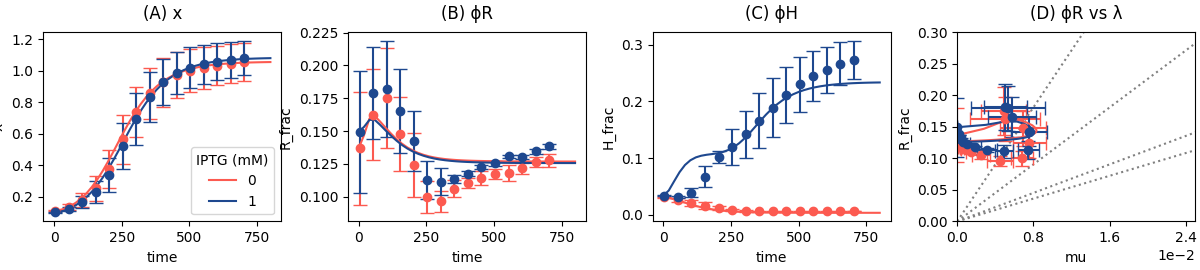 (A) x
(B) ϕR
(C) ϕH
(D) ϕR vs λ
1.2
1.0
0.8
0.6
0.4
0.2
x
0
250
500
750
time
IPTG (mM)
0
1
0.225
0.200
0.175
0.150
0.125
0.100
R_frac
0
250
500
750
time
0.3
0.2
0.1
0.0
H_frac
0
250
500
750
time
0.30
0.25
0.20
0.15
0.10
0.05
0.00
R_frac
0.0
0.8
1.6
2.4
1e−2
mu